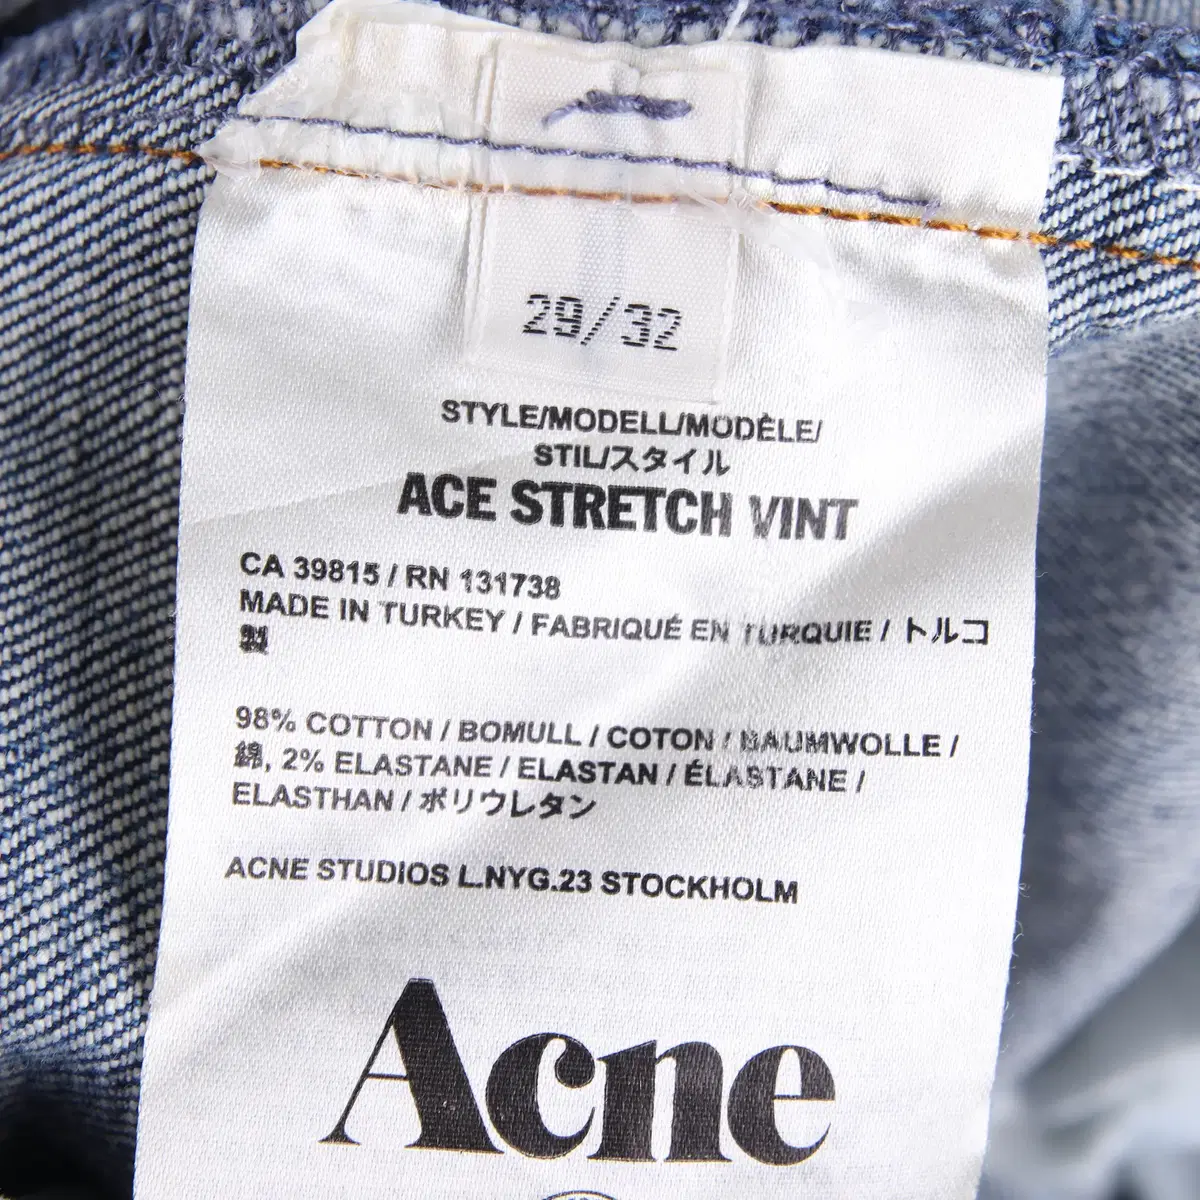 29/32
STYLE/MODELL/MODÈLE/
STIL/スタイル
ACE STRETCH VINT
CA 39815 / RN 131738
MADE IN TURKEY / FABRIQUÉ EN TURQUIE / トルコ
製
98% COTTON / BOMULL / COTON / BAUMWOLLE /
綿, 2% ELASTANE / ELASTAN / ÉLASTANE /
ELASTHAN / ポリウレタン
ACNE STUDIOS L.NYG.23 STOCKHOLM
Acne